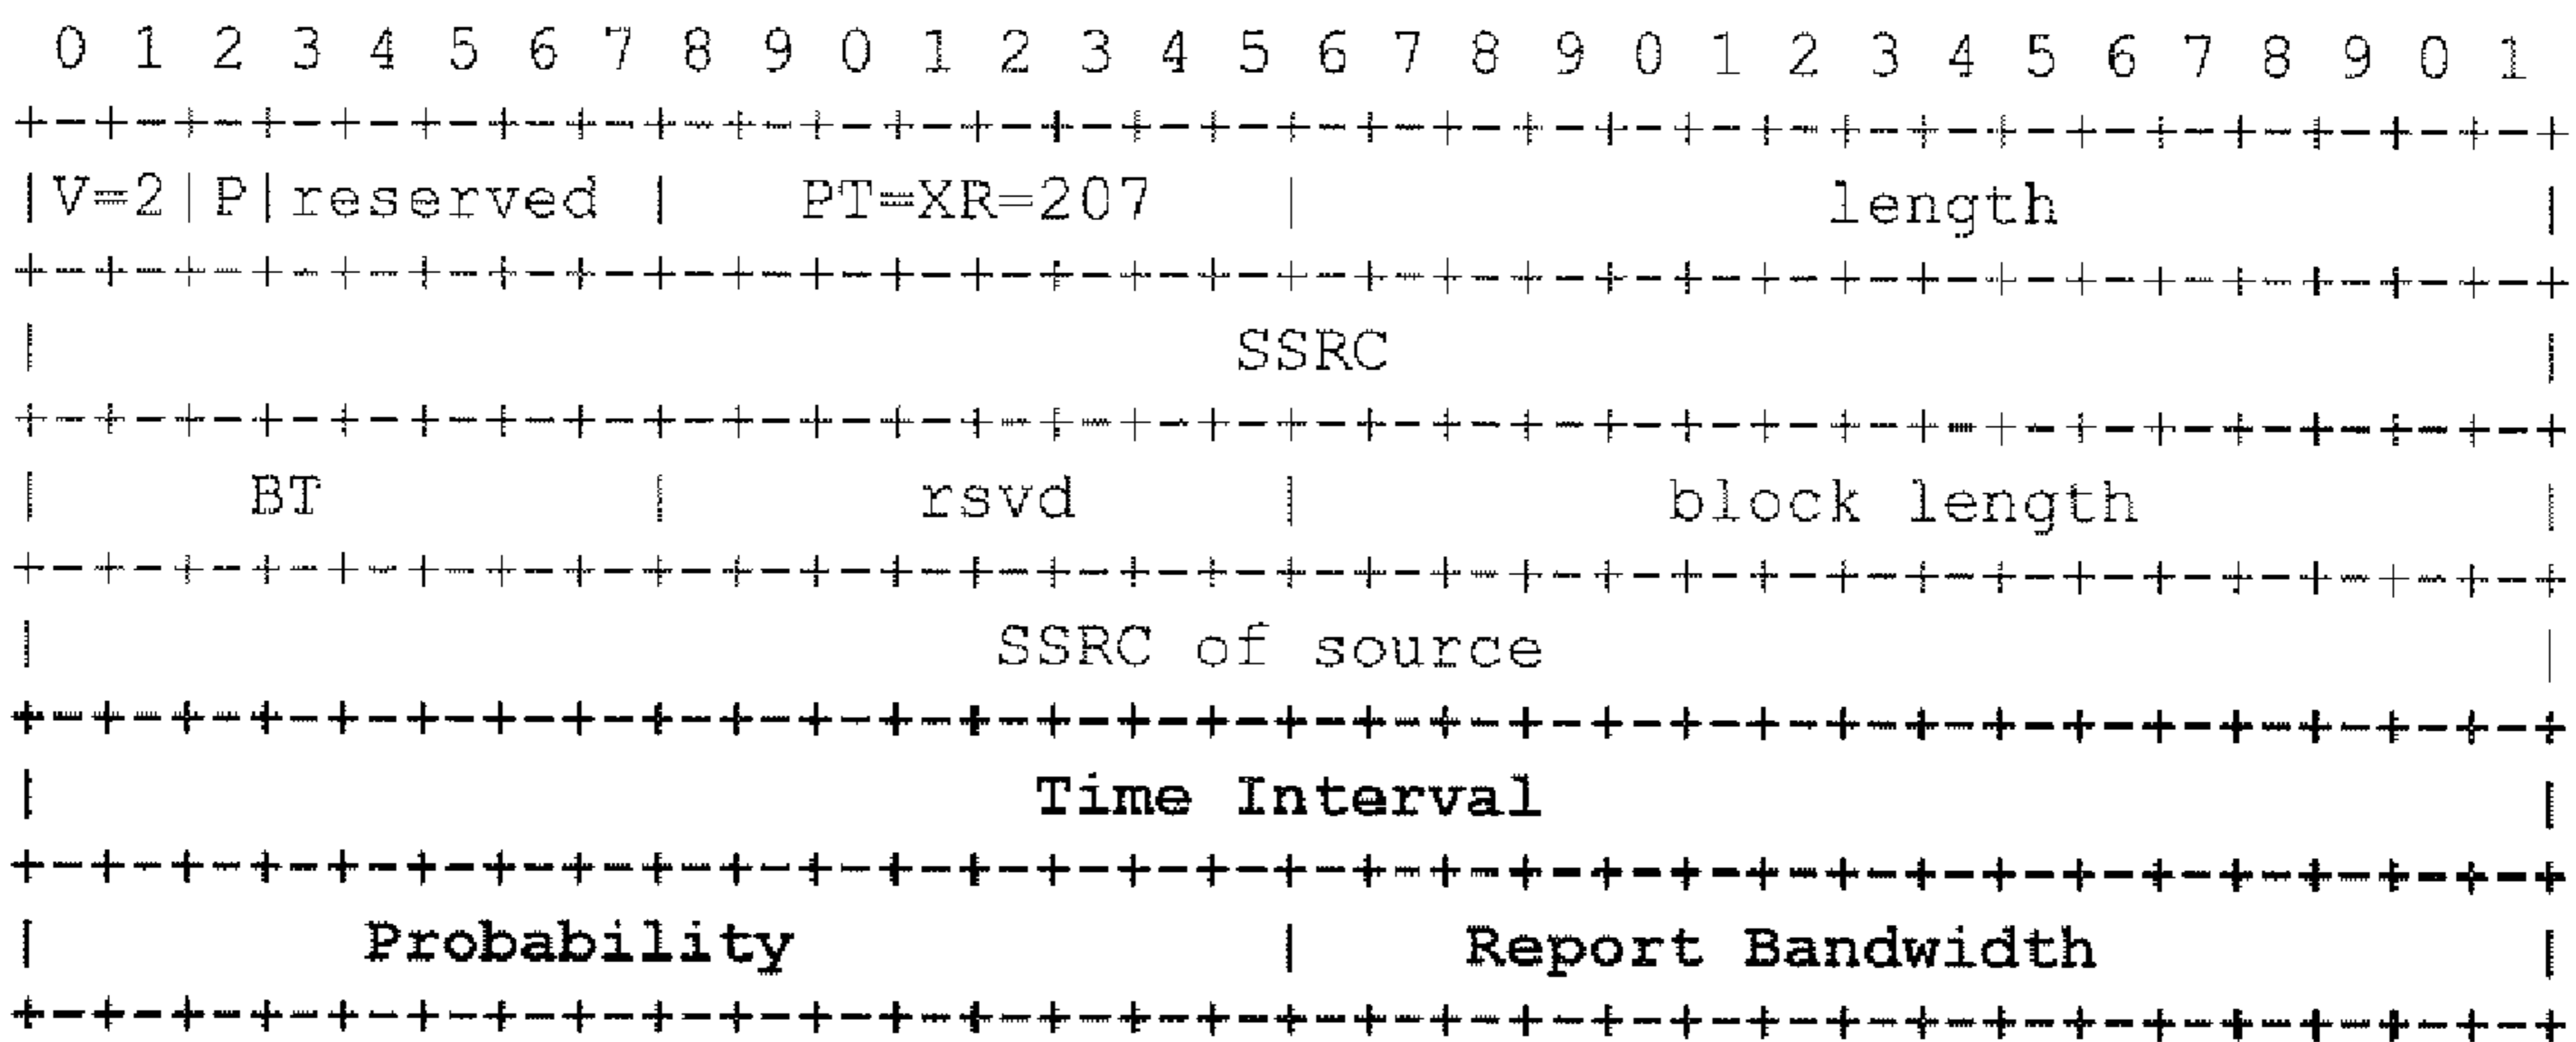 0 1 2 3 4 5 6 7 8 9 0 1 2 3 4 5 6 7 8 9 0 1 2 3 4 5 6 7 8 9 0 1
+-+-+-+-+-+-+-+-+-+-+-+-+-+-+-+-+-+-+-+-+-+-+-+-+-+-+-+-+-+-+-+-+
|V=2|P|reserved | PT=XR=207 | length |
+-+-+-+-+-+-+-+-+-+-+-+-+-+-+-+-+-+-+-+-+-+-+-+-+-+-+-+-+-+-+-+-+
| SSRC |
+-+-+-+-+-+-+-+-+-+-+-+-+-+-+-+-+-+-+-+-+-+-+-+-+-+-+-+-+-+-+-+-+
| BT | rsvd | block length |
+-+-+-+-+-+-+-+-+-+-+-+-+-+-+-+-+-+-+-+-+-+-+-+-+-+-+-+-+-+-+-+-+
| SSRC of source |
+-+-+-+-+-+-+-+-+-+-+-+-+-+-+-+-+-+-+-+-+-+-+-+-+-+-+-+-+-+-+-+-+
| Time Interval |
+-+-+-+-+-+-+-+-+-+-+-+-+-+-+-+-+-+-+-+-+-+-+-+-+-+-+-+-+-+-+-+-+
| Probability | Report Bandwidth |
+-+-+-+-+-+-+-+-+-+-+-+-+-+-+-+-+-+-+-+-+-+-+-+-+-+-+-+-+-+-+-+-+